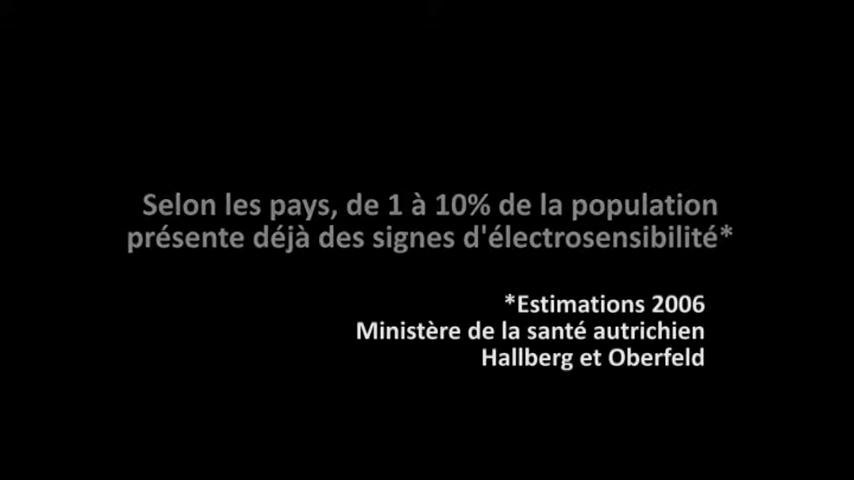 Selon les pays, de 1 à 10% de la population
présente déjà des signes d'électrosensibilité*
*Estimations 2006
Ministère de la santé autrichien
Hallberg et Oberfeld